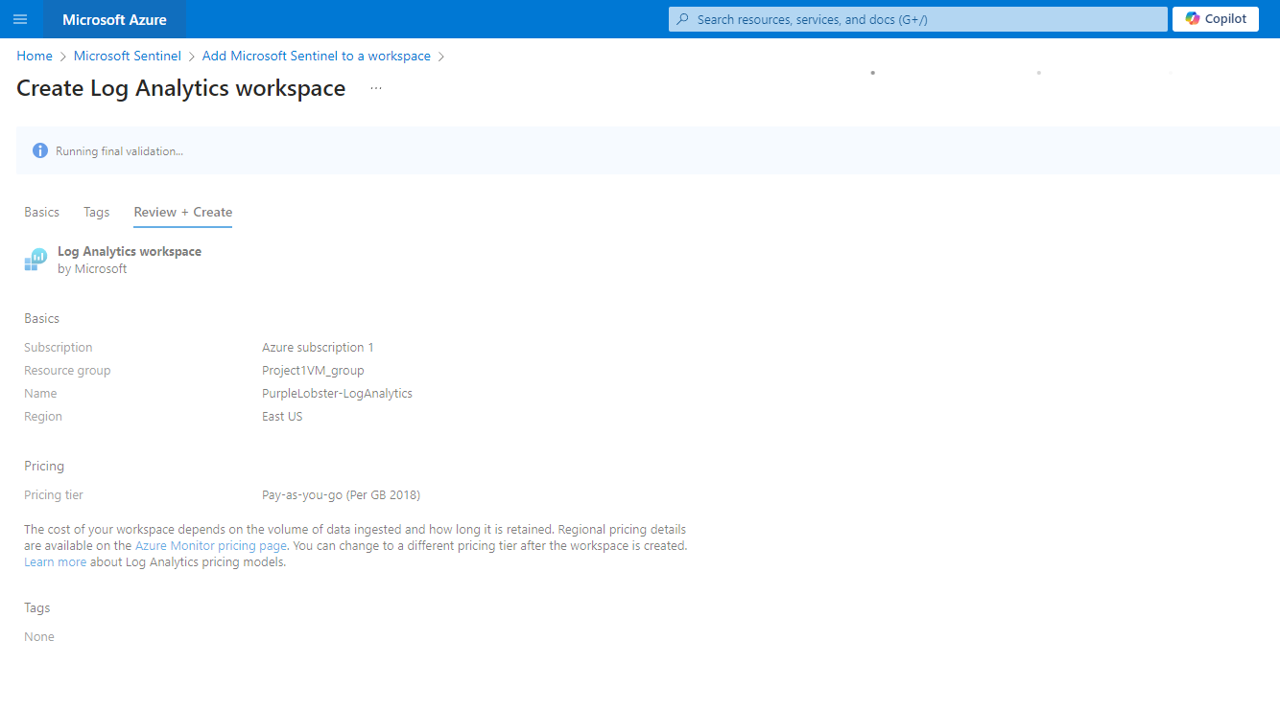 Microsoft Azure
Search resources, services, and docs (G+/)
Copilot
Home > Microsoft Sentinel > Add Microsoft Sentinel to a workspace >
Create Log Analytics workspace ...
Running final validation...
Basics Tags Review + Create
Log Analytics workspace
by Microsoft
Basics
Subscription Azure subscription 1
Resource group Project1VM_group
Name PurpleLobster-LogAnalytics
Region East US
Pricing
Pricing tier Pay-as-you-go (Per GB 2018)
The cost of your workspace depends on the volume of data ingested and how long it is retained. Regional pricing details
are available on the Azure Monitor pricing page. You can change to a different pricing tier after the workspace is created.
Learn more about Log Analytics pricing models.
Tags
None